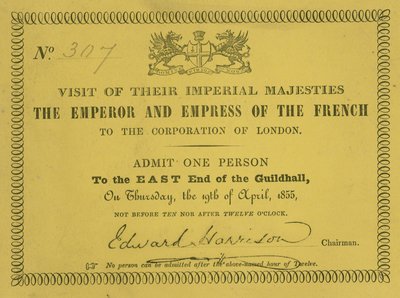 No. 307
VISIT OF THEIR IMPERIAL MAJESTIES
THE EMPEROR AND EMPRESS OF THE FRENCH
TO THE CORPORATION OF LONDON.
ADMIT ONE PERSON
To the EAST End of the Guildhall,
On Thursday, the 19th of April, 1855,
NOT BEFORE TEN NOR AFTER TWELVE O'CLOCK.
Edward Harrison Chairman.
No person can be admitted after the above-named hour of Twelve.